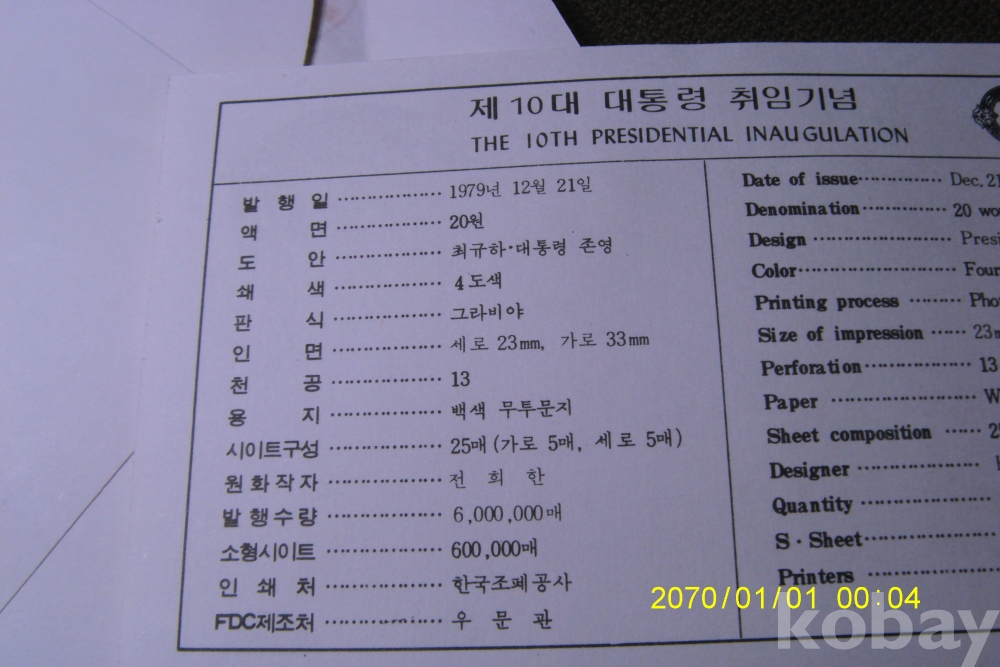 제 10대 대통령 취임기념
THE 10TH PRESIDENTIAL INAUGULATION
발행일 ·················· 1979년 12월 21일
액면 ·················· 20원
도안 ·················· 최규하·대통령 존영
쇄색 ·················· 4도색
판식 ·················· 그라비야
인면 ·················· 세로 23mm, 가로 33mm
천공 ·················· 13
용지 ·················· 백색 무투문지
시이트구성 ·················· 25매 (가로 5매, 세로 5매)
원화작자 ·················· 전 희 한
발행수량 ·················· 6,000,000매
소형시이트 ·················· 600,000매
인쇄처 ·················· 한국조폐공사
FDC제조처 ·················· 우 문 관
Date of issue ·············· Dec. 21
Denomination ·············· 20
Design ······················
Color ························
Printing process ·········
Size of impression ······
Perforation ················ 13
Paper ················
Sheet composition ······
Designer ··················
Quantity ··················
S·Sheet ··················
Printers ··················
2070/01/01 00:04
kobay